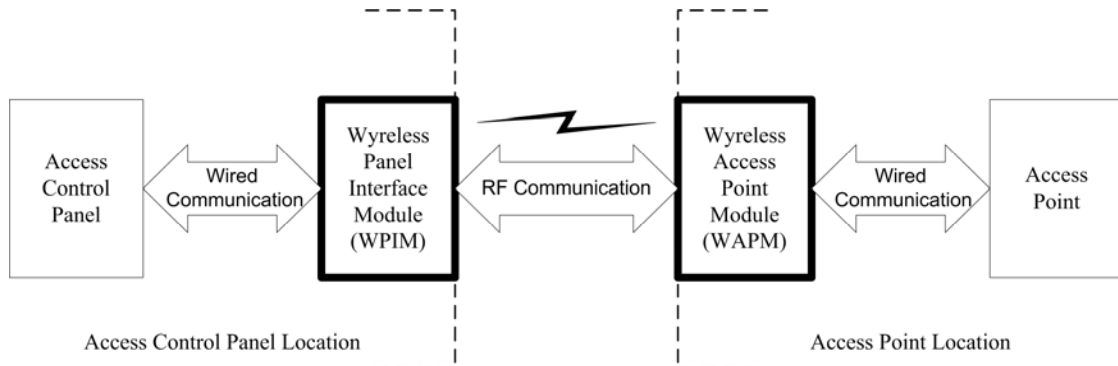 Access
Control
Panel
Wired
Communication
Wyreless
Panel
Interface
Module
(WPIM)
RF Communication
Wyreless
Access
Point
Module
(WAPM)
Wired
Communication
Access
Point
Access Control Panel Location
Access Point Location